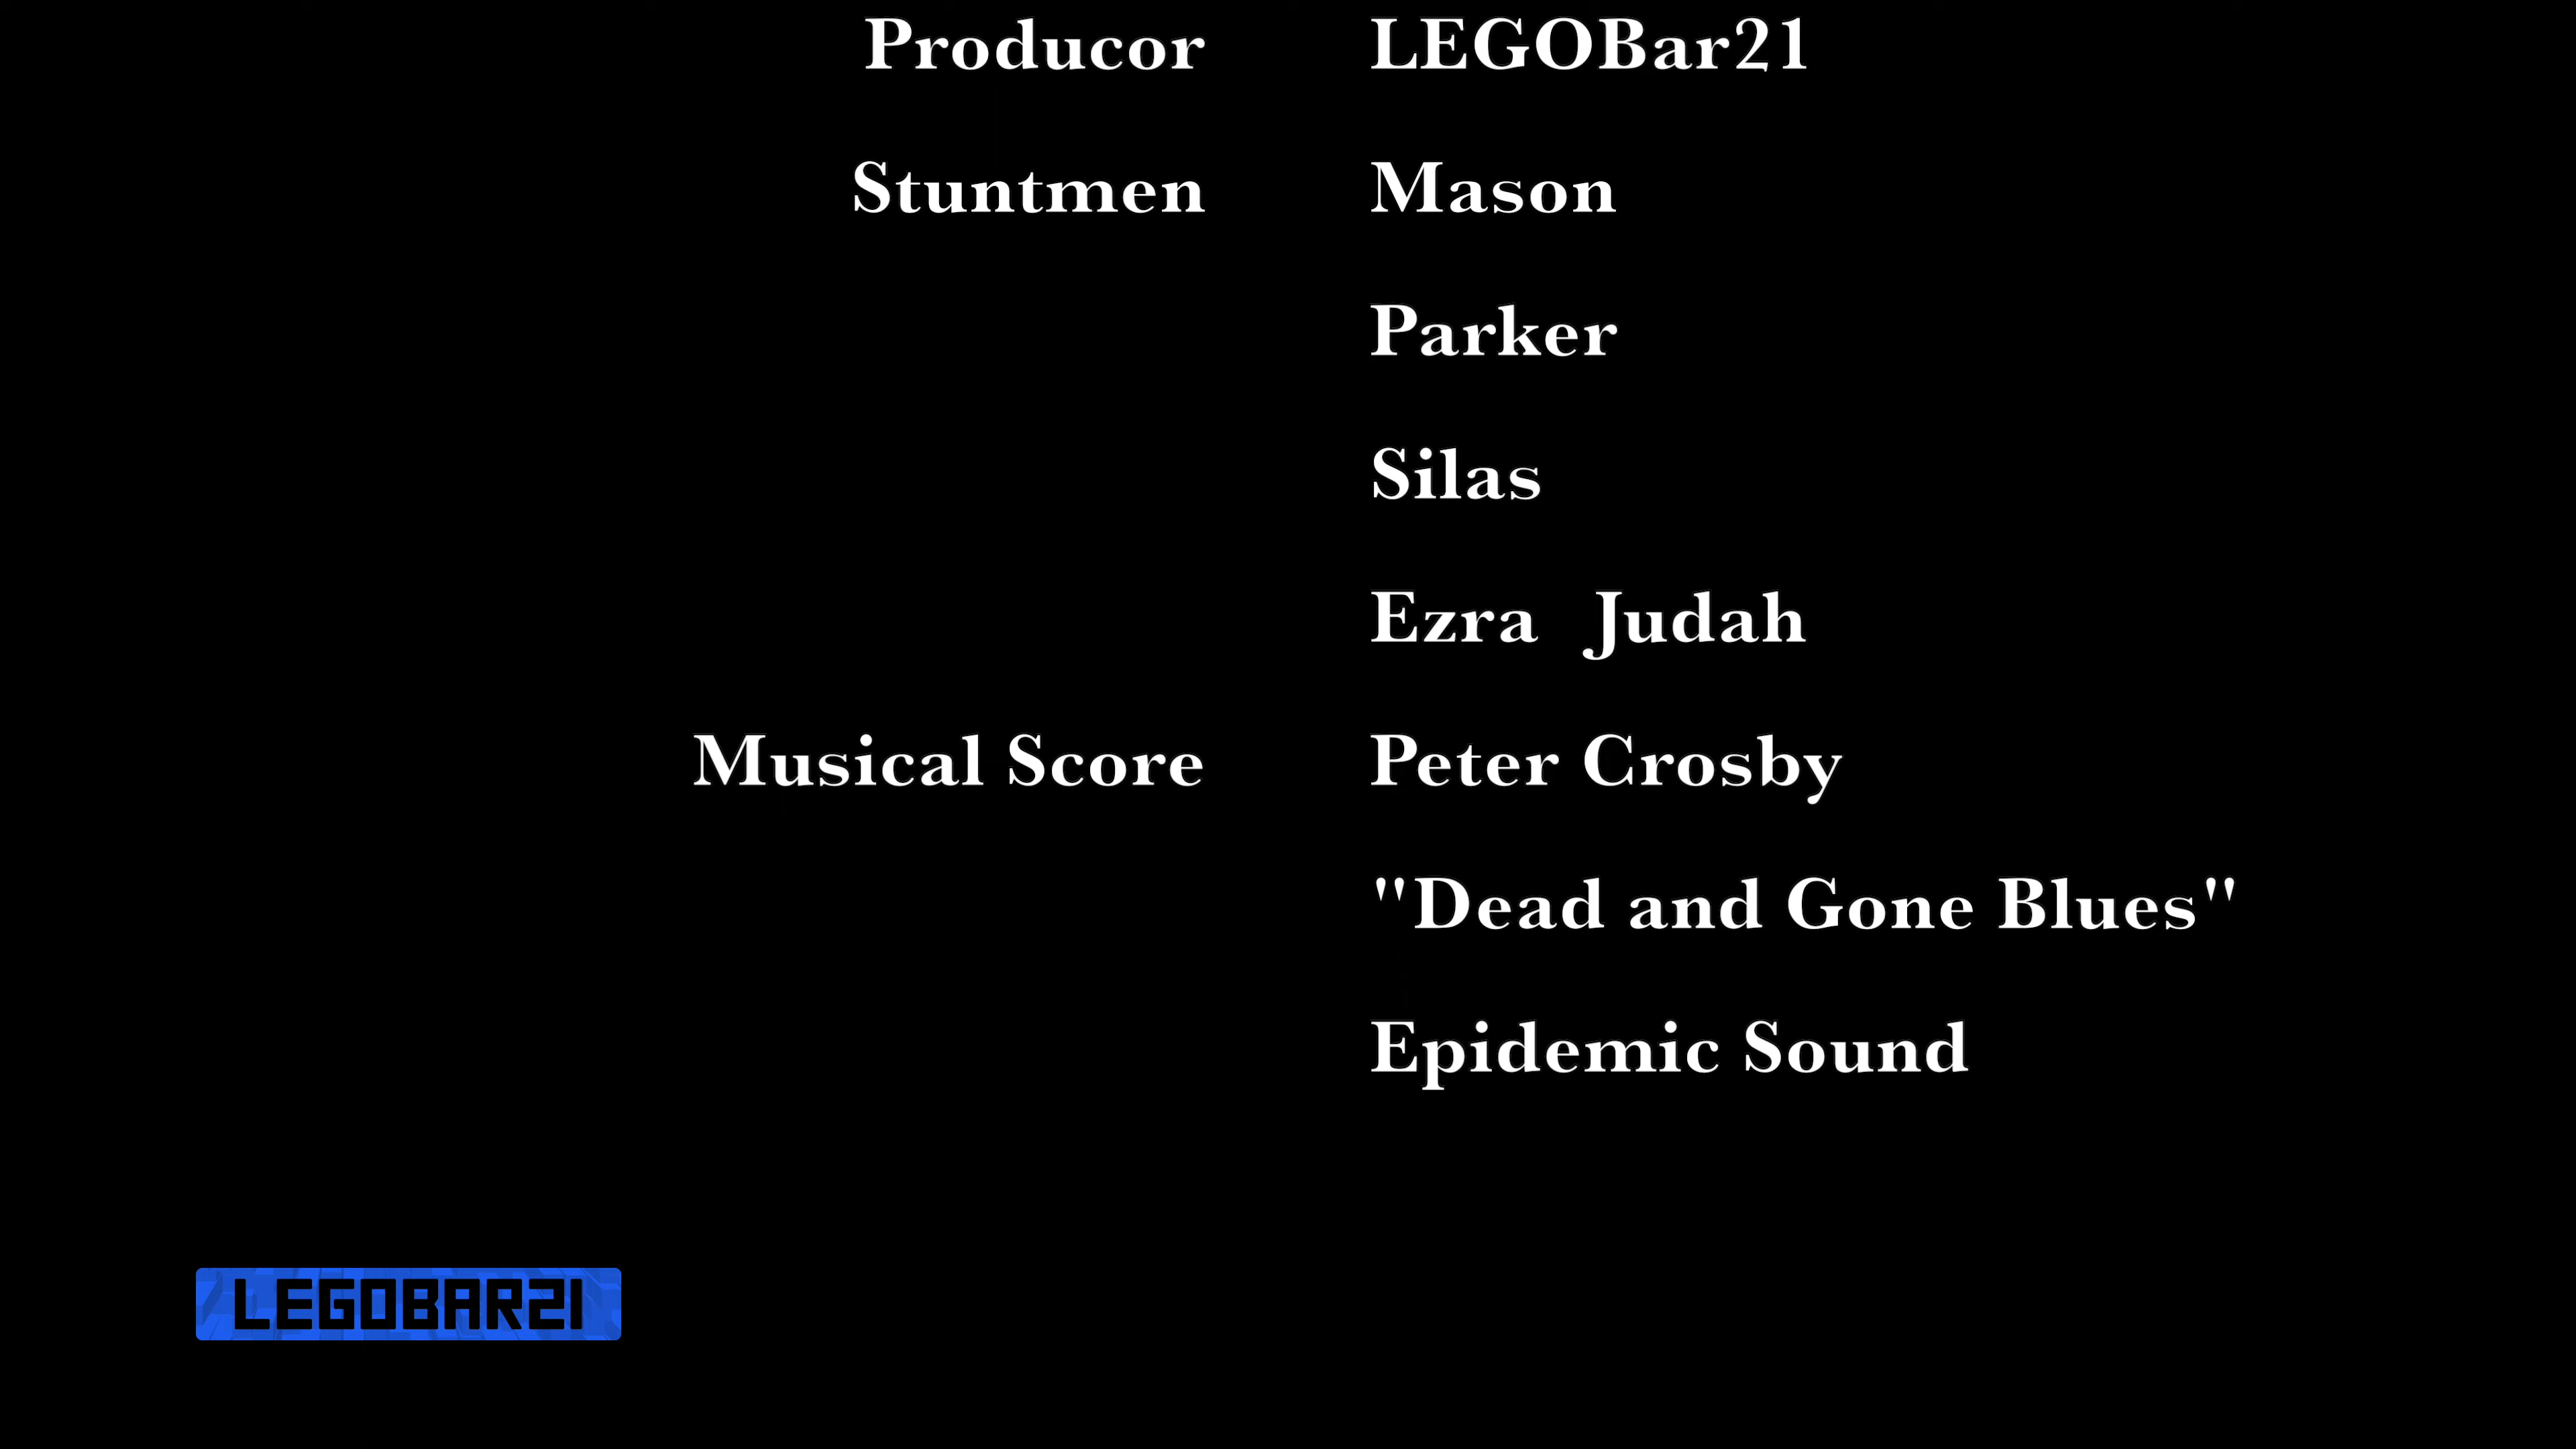 Producor LEGOBar21
Stuntmen Mason
Parker
Silas
Ezra Judah
Musical Score Peter Crosby
"Dead and Gone Blues"
Epidemic Sound
LEGOBAR21